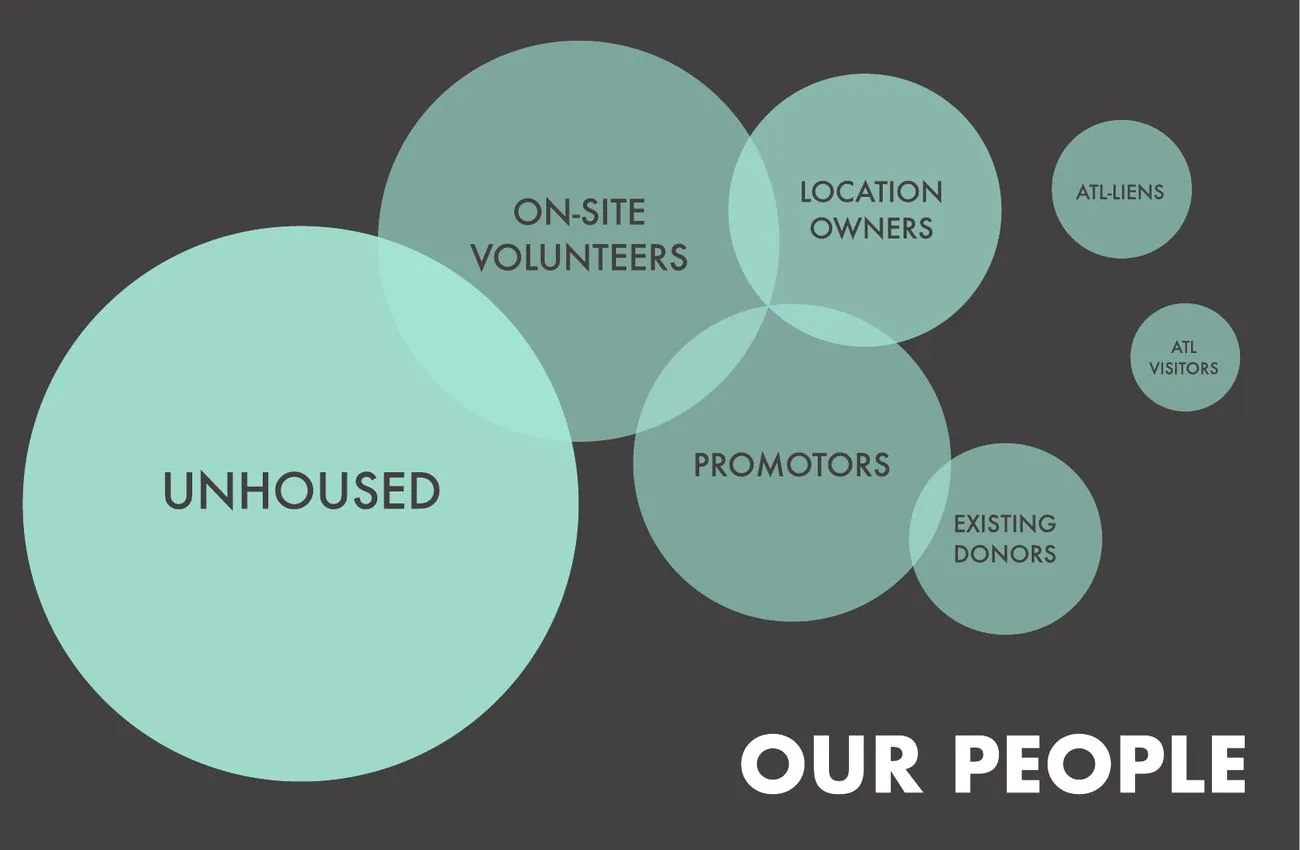 ON-SITE
VOLUNTEERS
LOCATION
OWNERS
ATL-LIENS
ATL
VISITORS
UNHOUSED
PROMOTORS
EXISTING
DONORS
OUR PEOPLE